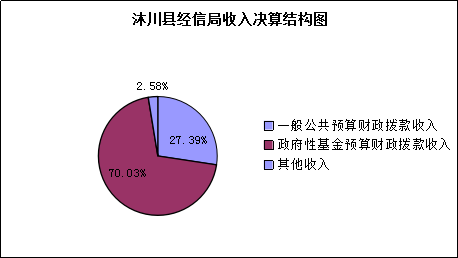 沐川县经信局收入决算结构图
2.58%
27.39%
70.03%
一般公共预算财政拨款收入
政府性基金预算财政拨款收入
其他收入